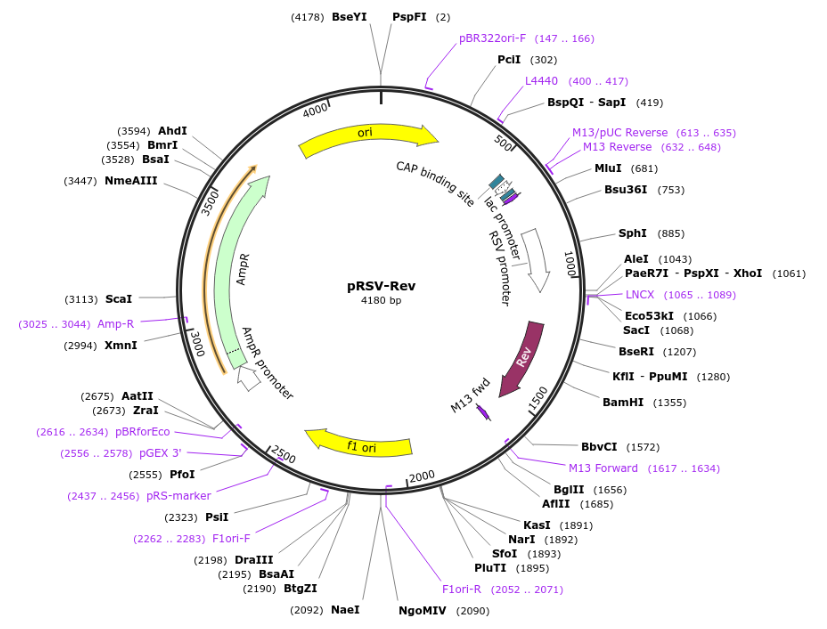 (4178) BseYI PspFI (2)
pBR322ori-F (147 .. 166)
PciI (302)
L4440 (400 .. 417)
BspQI - SapI (419)
M13/pUC Reverse (613 .. 635)
M13 Reverse (632 .. 648)
MluI (681)
Bsu36I (753)
SphI (885)
AleI (1043)
PaeR7I - PspXI - XhoI (1061)
LNCX (1065 .. 1089)
Eco53kI (1066)
SacI (1068)
BseRI (1207)
KflI - PpuMI (1280)
BamHI (1355)
BbvCI (1572)
M13 Forward (1617 .. 1634)
BglII (1656)
AflII (1685)
KasI (1891)
NarI (1892)
SfoI (1893)
PluTI (1895)
F1ori-R (2052 .. 2071)
NgoMIV (2090)
(2092) NaeI
(2190) BtgZI
(2195) BsaAI
(2198) DraIII
(2262 .. 2283) F1ori-F
(2323) PsiI
(2437 .. 2456) pRS-marker
(2555) PfoI
(2556 .. 2578) pGEX 3'
(2616 .. 2634) pBRforEco
(2673) ZraI
(2675) AatII
(2994) XmnI
(3025 .. 3044) Amp-R
(3113) ScaI
(3447) NmeAIII
(3528) BsaI
(3554) BmrI
(3594) AhdI
4000
500
1000
1500
2000
2500
3000
3500
ori
CAP binding site
lac promoter
RSV promoter
Rev
M13 fwd
f1 ori
AmpR promoter
AmpR
pRSV-Rev
4180 bp